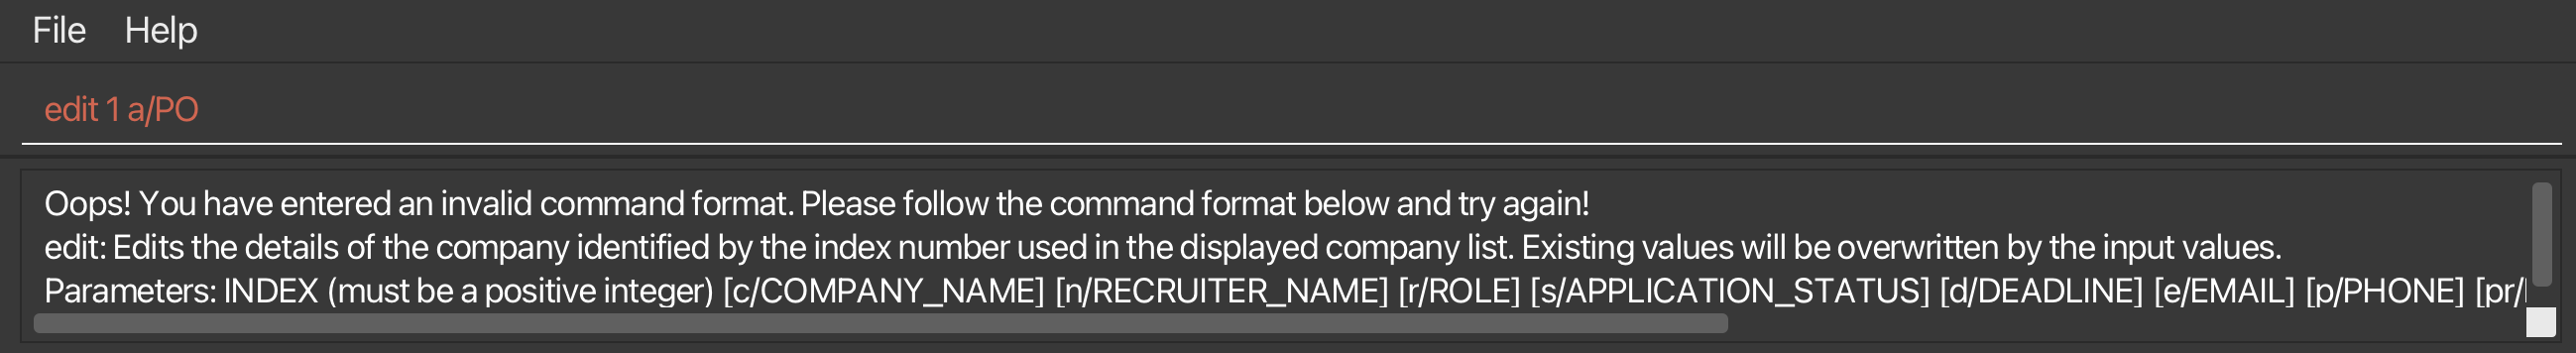 File Help
edit 1 a/PO
Oops! You have entered an invalid command format. Please follow the command format below and try again!
edit: Edits the details of the company identified by the index number used in the displayed company list. Existing values will be overwritten by the input values.
Parameters: INDEX (must be a positive integer) [c/COMPANY_NAME] [n/RECRUITER_NAME] [r/ROLE] [s/APPLICATION_STATUS] [d/DEADLINE] [e/EMAIL] [p/PHONE] [pr/